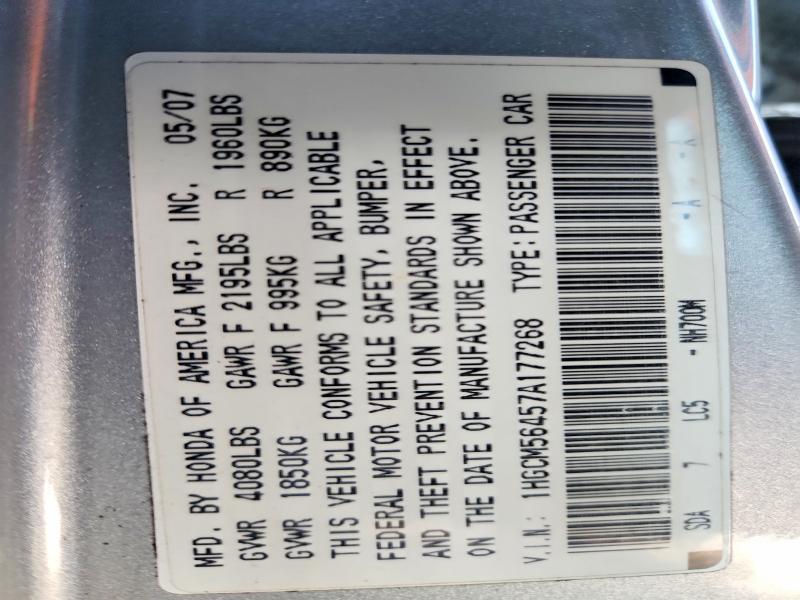 MFD. BY HONDA OF AMERICA MFG., INC. 05/07
GVWR 4080LBS GAWR F 2195LBS R 1960LBS
GVWR 1850KG GAWR F 995KG R 890KG
THIS VEHICLE CONFORMS TO ALL APPLICABLE
FEDERAL MOTOR VEHICLE SAFETY, BUMPER,
AND THEFT PREVENTION STANDARDS IN EFFECT
ON THE DATE OF MANUFACTURE SHOWN ABOVE.
V.I.N.: 1HGCM56457A177268 TYPE: PASSENGER CAR
SDA 7 LC5 - NH700M - A - A